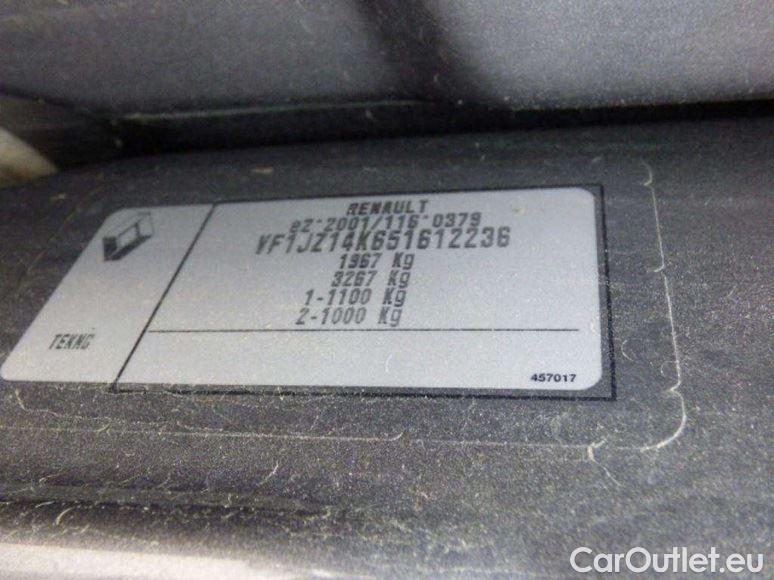 RENAULT
e2*2001/116*0379
VF1JZ14K651612236
1967 Kg
3267 Kg
1-1100 Kg
2-1000 Kg
TEKNG
457017
CarOutlet.eu